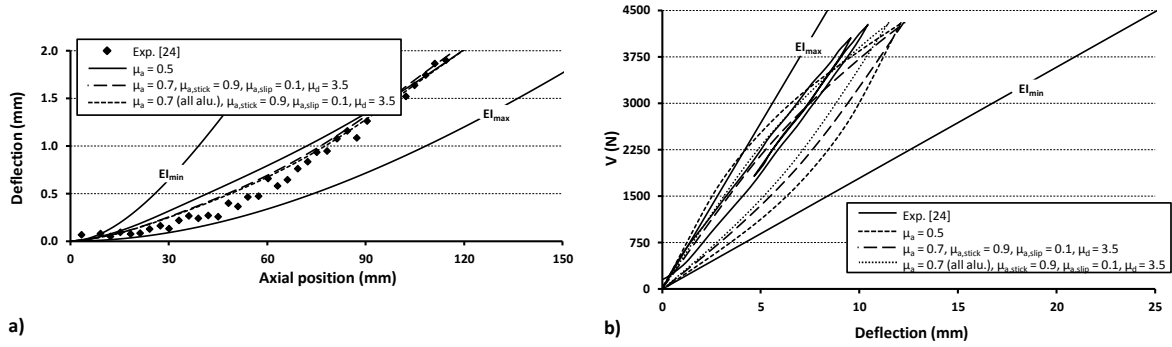 2.0
1.5
1.0
0.5
0.0
0 30 60 90 120 150
Deflection (mm)
Axial position (mm)
Exp. [24]
μa = 0.5
μa = 0.7, μa,stick = 0.9, μa,slip = 0.1, μd = 3.5
μa = 0.7 (all alu.), μa,stick = 0.9, μa,slip = 0.1, μd = 3.5
EImin
EImax
a)
4500
3750
3000
2250
1500
750
0
0 5 10 15 20 25
V (N)
Deflection (mm)
EImax
EImin
Exp. [24]
μa = 0.5
μa = 0.7, μa,stick = 0.9, μa,slip = 0.1, μd = 3.5
μa = 0.7 (all alu.), μa,stick = 0.9, μa,slip = 0.1, μd = 3.5
b)